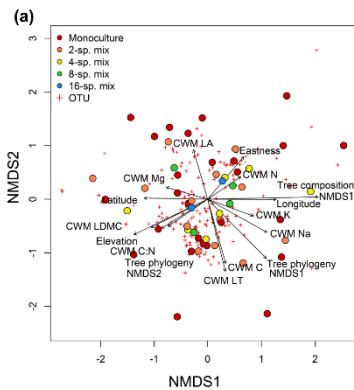 (a)
Monoculture
2-sp. mix
4-sp. mix
8-sp. mix
16-sp. mix
OTU
CWM LA
Eastness
CWM Mg
CWM N
Tree composition
NMDS1
Latitude
Longitude
CWM K
CWM LDMC
CWM Na
Elevation
CWM C:N
Tree phylogeny
NMDS2
CWM C
Tree phylogeny
NMDS1
CWM LT
3
2
1
0
-1
-2
NMDS2
-2
-1
0
1
2
NMDS1